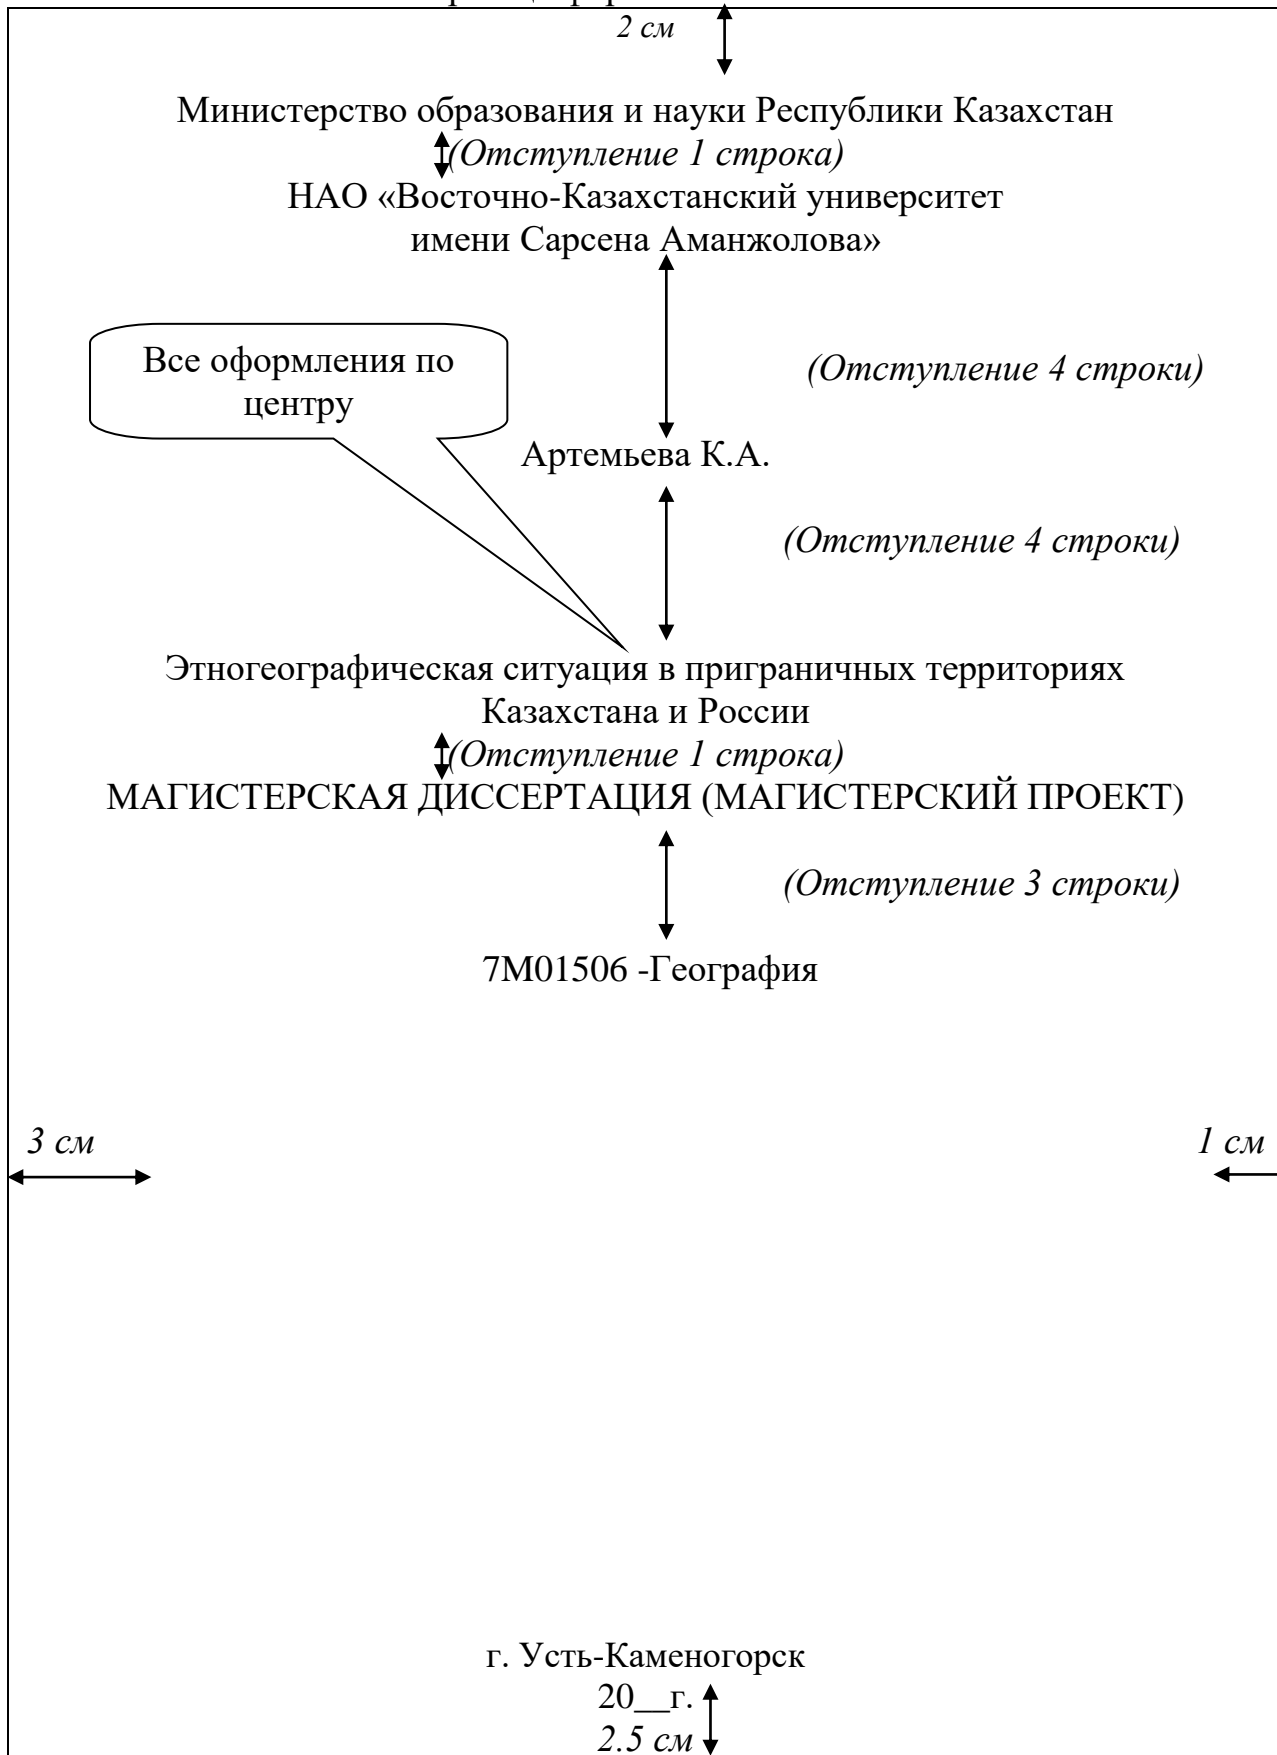 2 см
Министерство образования и науки Республики Казахстан
(Отступление 1 строка)
НАО «Восточно-Казахстанский университет
имени Сарсена Аманжолова»
Все оформления по
центру
(Отступление 4 строки)
Артемьева К.А.
(Отступление 4 строки)
Этногеографическая ситуация в приграничных территориях
Казахстана и России
(Отступление 1 строка)
МАГИСТЕРСКАЯ ДИССЕРТАЦИЯ (МАГИСТЕРСКИЙ ПРОЕКТ)
(Отступление 3 строки)
7М01506 -География
3 см
1 см
г. Усть-Каменогорск
20__г.
2.5 см